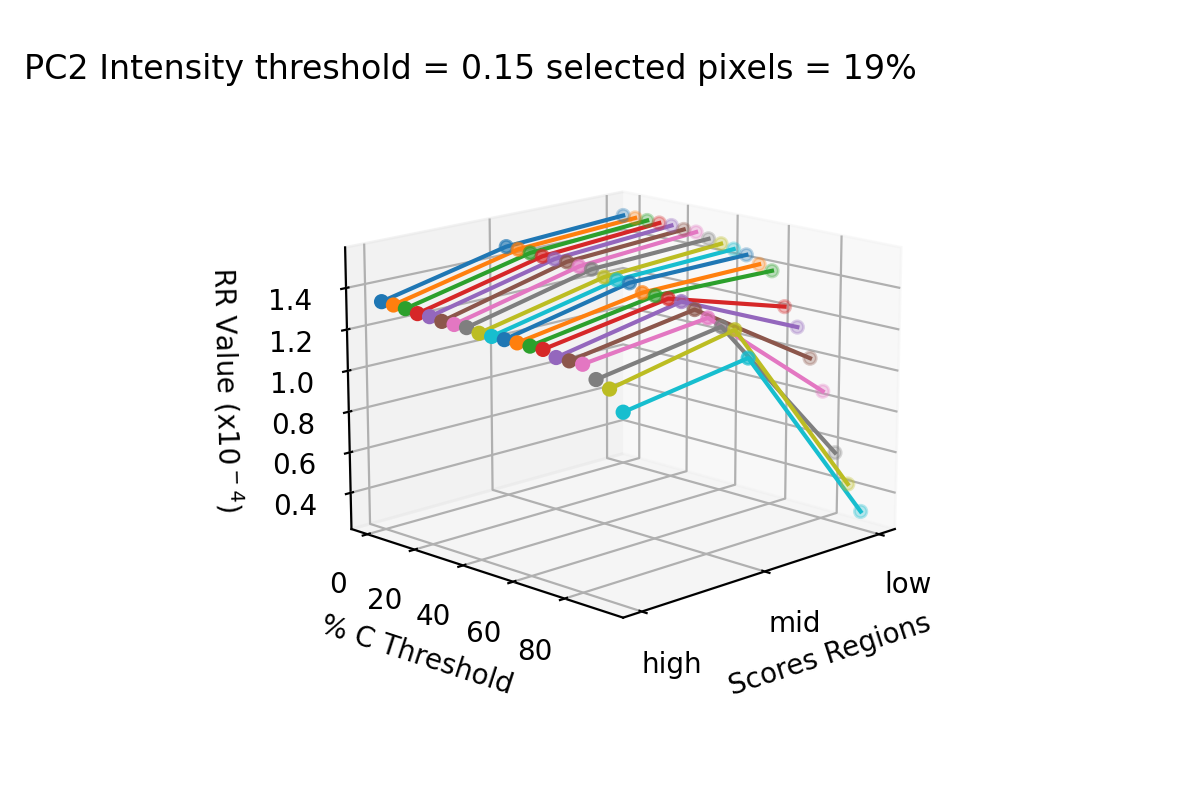 PC2 Intensity threshold = 0.15 selected pixels = 19%
RR Value (x10⁻⁴)
1.4
1.2
1.0
0.8
0.6
0.4
0
20
40
60
80
% C Threshold
high
mid
low
Scores Regions